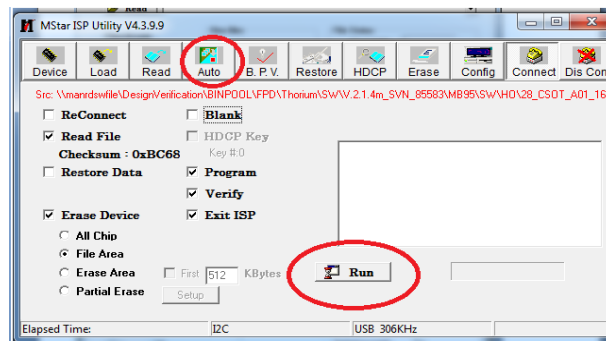 MStar ISP Utility V4.3.9.9
Device Load Read Auto B. P. V. Restore HDCP Erase Config Connect Dis Con
Src: \\manrdswfile\DesignVerification\BINPOOL\FPD\Thorium\SW\V.2.1.4m_SVN_85583\MB95\SW\HO\28_CSOT_A01_16
ReConnect Blank
Read File HDCP Key
Checksum : 0xBC68 Key #:0
Restore Data Program
Verify
Erase Device Exit ISP
All Chip
File Area
Erase Area First 512 KBytes Run
Partial Erase Setup
Elapsed Time: I2C USB 306KHz